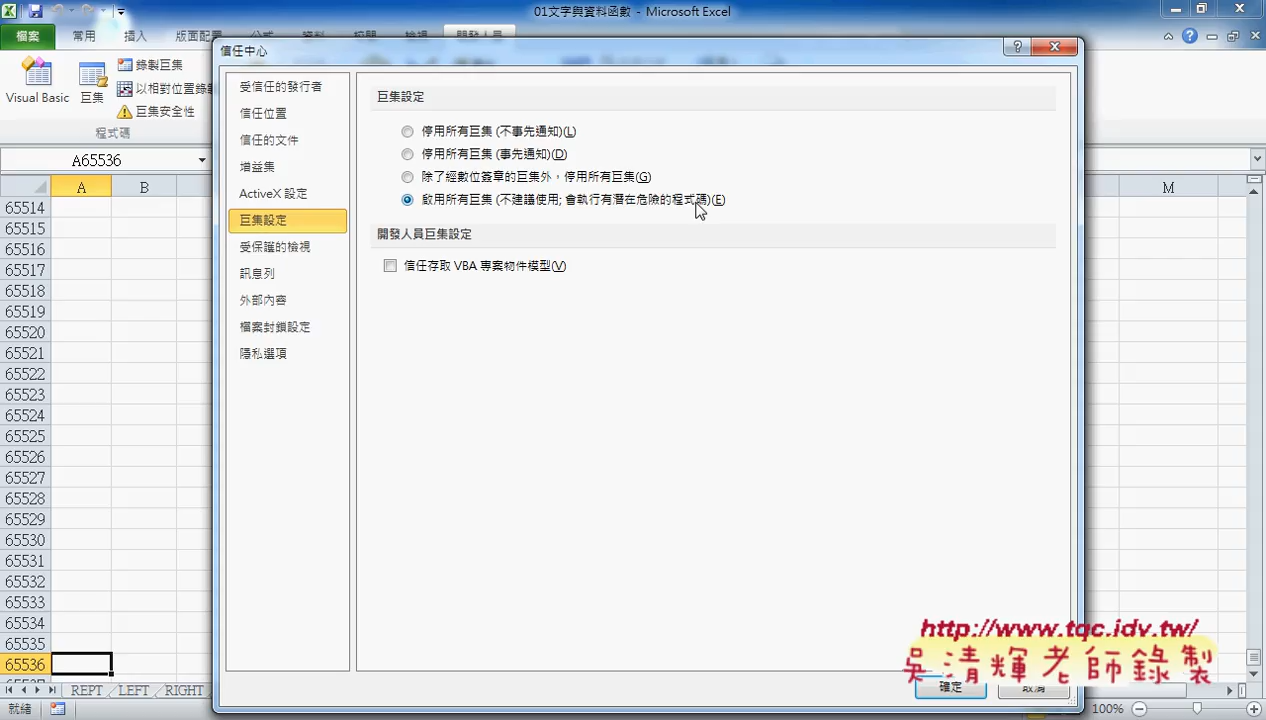 01文字與資料函數 - Microsoft Excel
檔案 常用 插入 版面配置
信任中心
Visual Basic 巨集 錄製巨集
以相對位置錄製
巨集安全性
程式碼
A65536
A B M
受信任的發行者
信任位置
信任的文件
增益集
ActiveX 設定
巨集設定
受保護的檢視
訊息列
外部內容
檔案封鎖設定
隱私選項
巨集設定
停用所有巨集 (不事先通知)(L)
停用所有巨集 (事先通知)(D)
除了經數位簽章的巨集外，停用所有巨集(G)
啟用所有巨集 (不建議使用; 會執行有潛在危險的程式碼)(E)
開發人員巨集設定
信任存取 VBA 專案物件模型(V)
65514
65515
65516
65517
65518
65519
65520
65521
65522
65523
65524
65525
65526
65527
65528
65529
65530
65531
65532
65533
65534
65535
65536
http://www.tqc.idv.tw/
吳清輝老師錄製
確定 取消
REPT LEFT RIGHT
就緒 100%